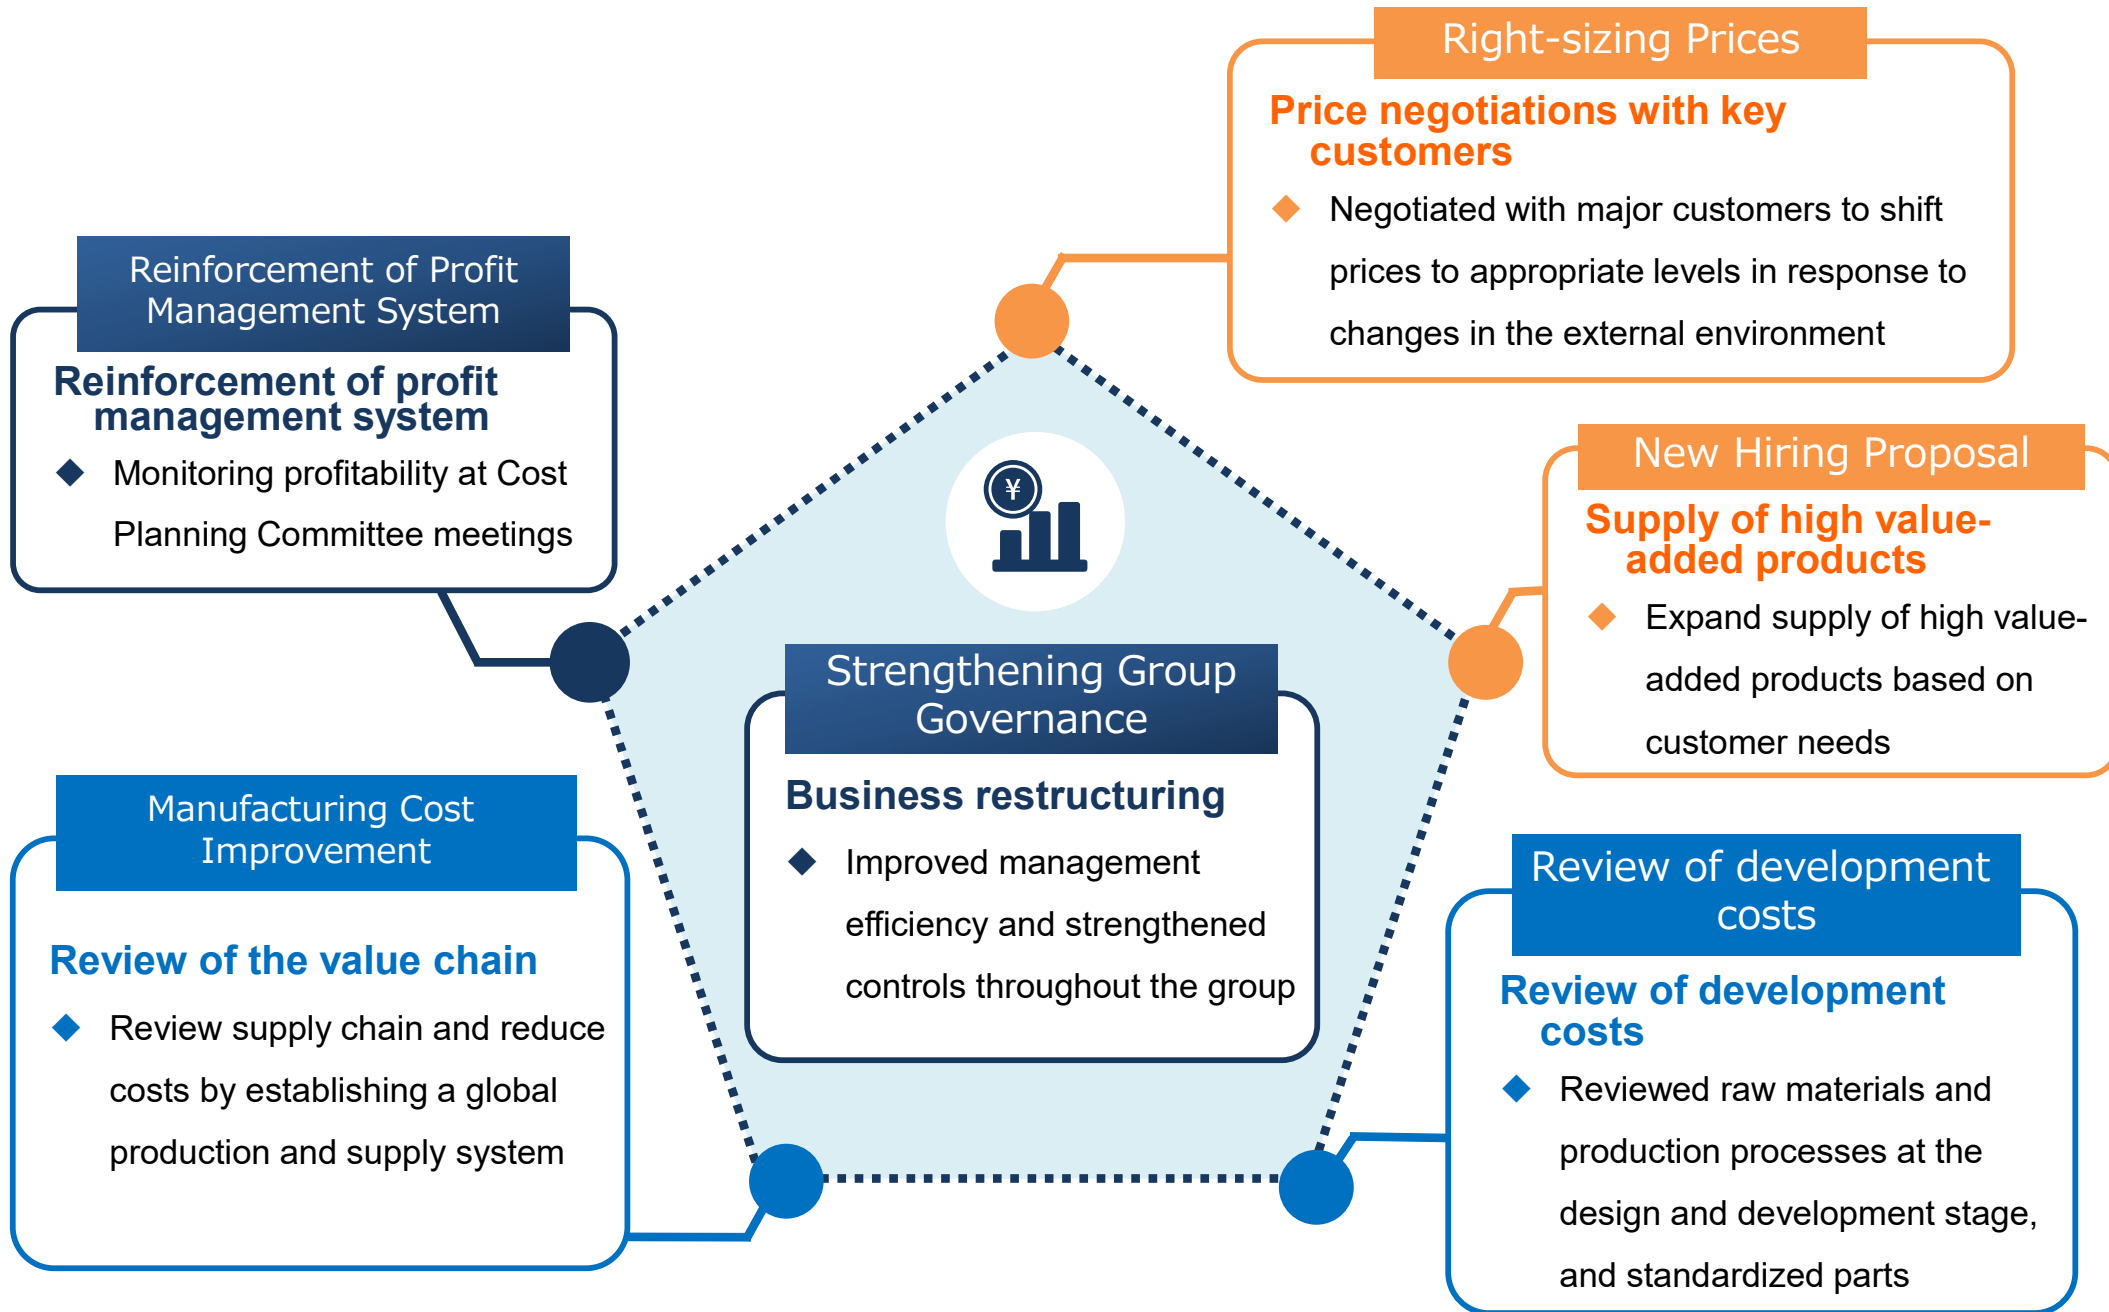 Right-sizing Prices
Price negotiations with key
customers
◆ Negotiated with major customers to shift
prices to appropriate levels in response to
changes in the external environment
Reinforcement of Profit
Management System
Reinforcement of profit
management system
◆ Monitoring profitability at Cost
Planning Committee meetings
New Hiring Proposal
Supply of high value-
added products
◆ Expand supply of high value-
added products based on
customer needs
¥
Strengthening Group
Governance
Business restructuring
◆ Improved management
efficiency and strengthened
controls throughout the group
Manufacturing Cost
Improvement
Review of the value chain
◆ Review supply chain and reduce
costs by establishing a global
production and supply system
Review of development
costs
Review of development
costs
◆ Reviewed raw materials and
production processes at the
design and development stage,
and standardized parts